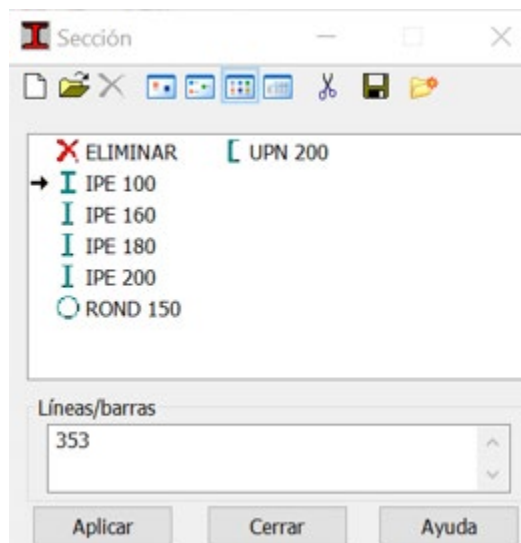 Sección
ELIMINAR
UPN 200
IPE 100
IPE 160
IPE 180
IPE 200
ROND 150
Líneas/barras
353
Aplicar
Cerrar
Ayuda